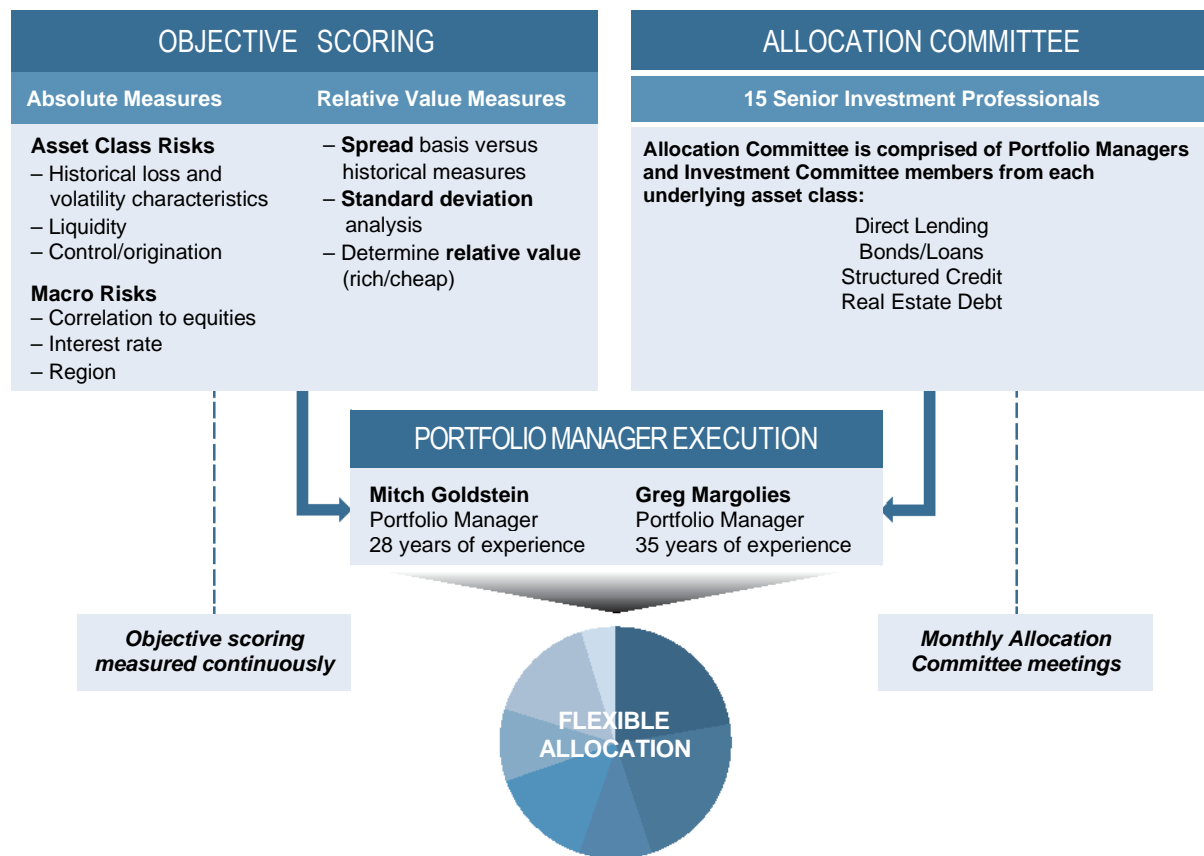 OBJECTIVE SCORING
Absolute Measures
Asset Class Risks
– Historical loss and
volatility characteristics
– Liquidity
– Control/origination
Macro Risks
– Correlation to equities
– Interest rate
– Region
Relative Value Measures
– Spread basis versus
historical measures
– Standard deviation
analysis
– Determine relative value
(rich/cheap)
ALLOCATION COMMITTEE
15 Senior Investment Professionals
Allocation Committee is comprised of Portfolio Managers
and Investment Committee members from each
underlying asset class:
Direct Lending
Bonds/Loans
Structured Credit
Real Estate Debt
PORTFOLIO MANAGER EXECUTION
Mitch Goldstein
Portfolio Manager
28 years of experience
Greg Margolies
Portfolio Manager
35 years of experience
Objective scoring
measured continuously
Monthly Allocation
Committee meetings
FLEXIBLE
ALLOCATION